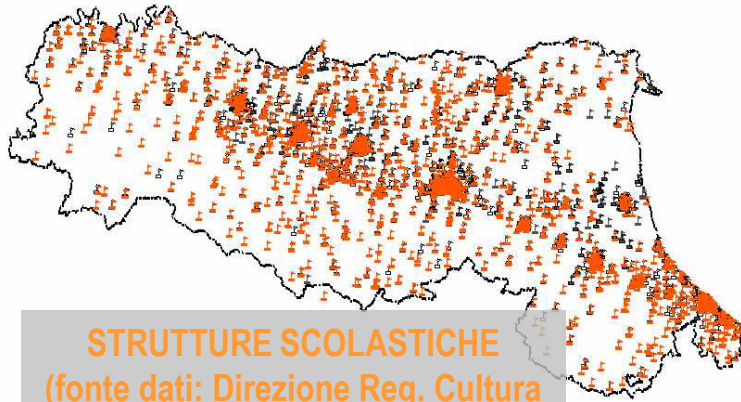 STRUTTURE SCOLASTICHE
(fonte dati: Direzione Reg. Cultura